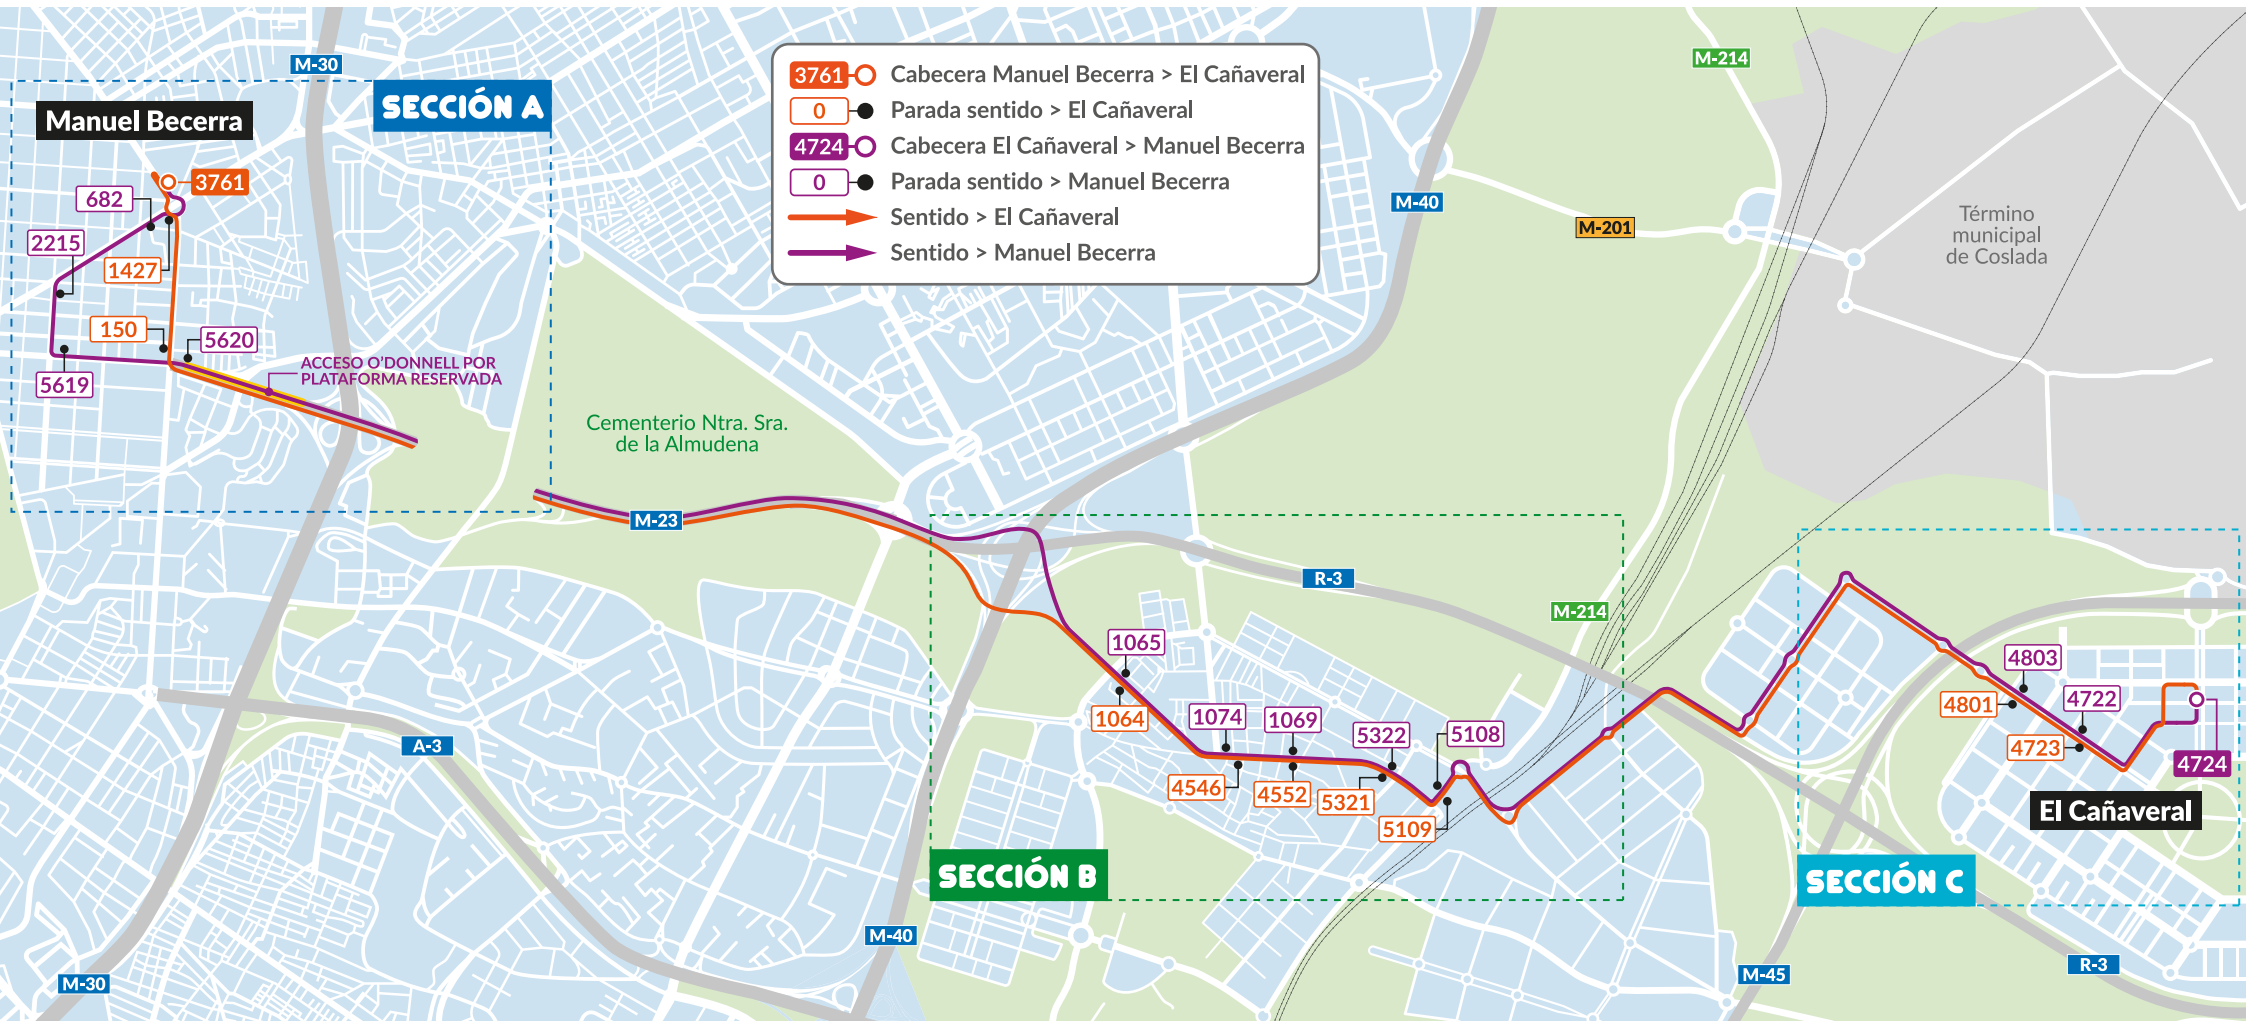 M-30
SECCIÓN A
Manuel Becerra
3761
682
2215
1427
150
5620
5619
ACCESO O'DONNELL POR
PLATAFORMA RESERVADA
3761 Cabecera Manuel Becerra > El Cañaveral
0 Parada sentido > El Cañaveral
4724 Cabecera El Cañaveral > Manuel Becerra
0 Parada sentido > Manuel Becerra
Sentido > El Cañaveral
Sentido > Manuel Becerra
M-214
M-40
M-201
Término
municipal
de Coslada
Cementerio Ntra. Sra.
de la Almudena
M-23
R-3
M-214
1065
1064
1074
1069
5322
5108
4546
4552
5321
5109
SECCIÓN B
4803
4801
4722
4723
4724
El Cañaveral
SECCIÓN C
A-3
M-40
M-30
M-45
R-3